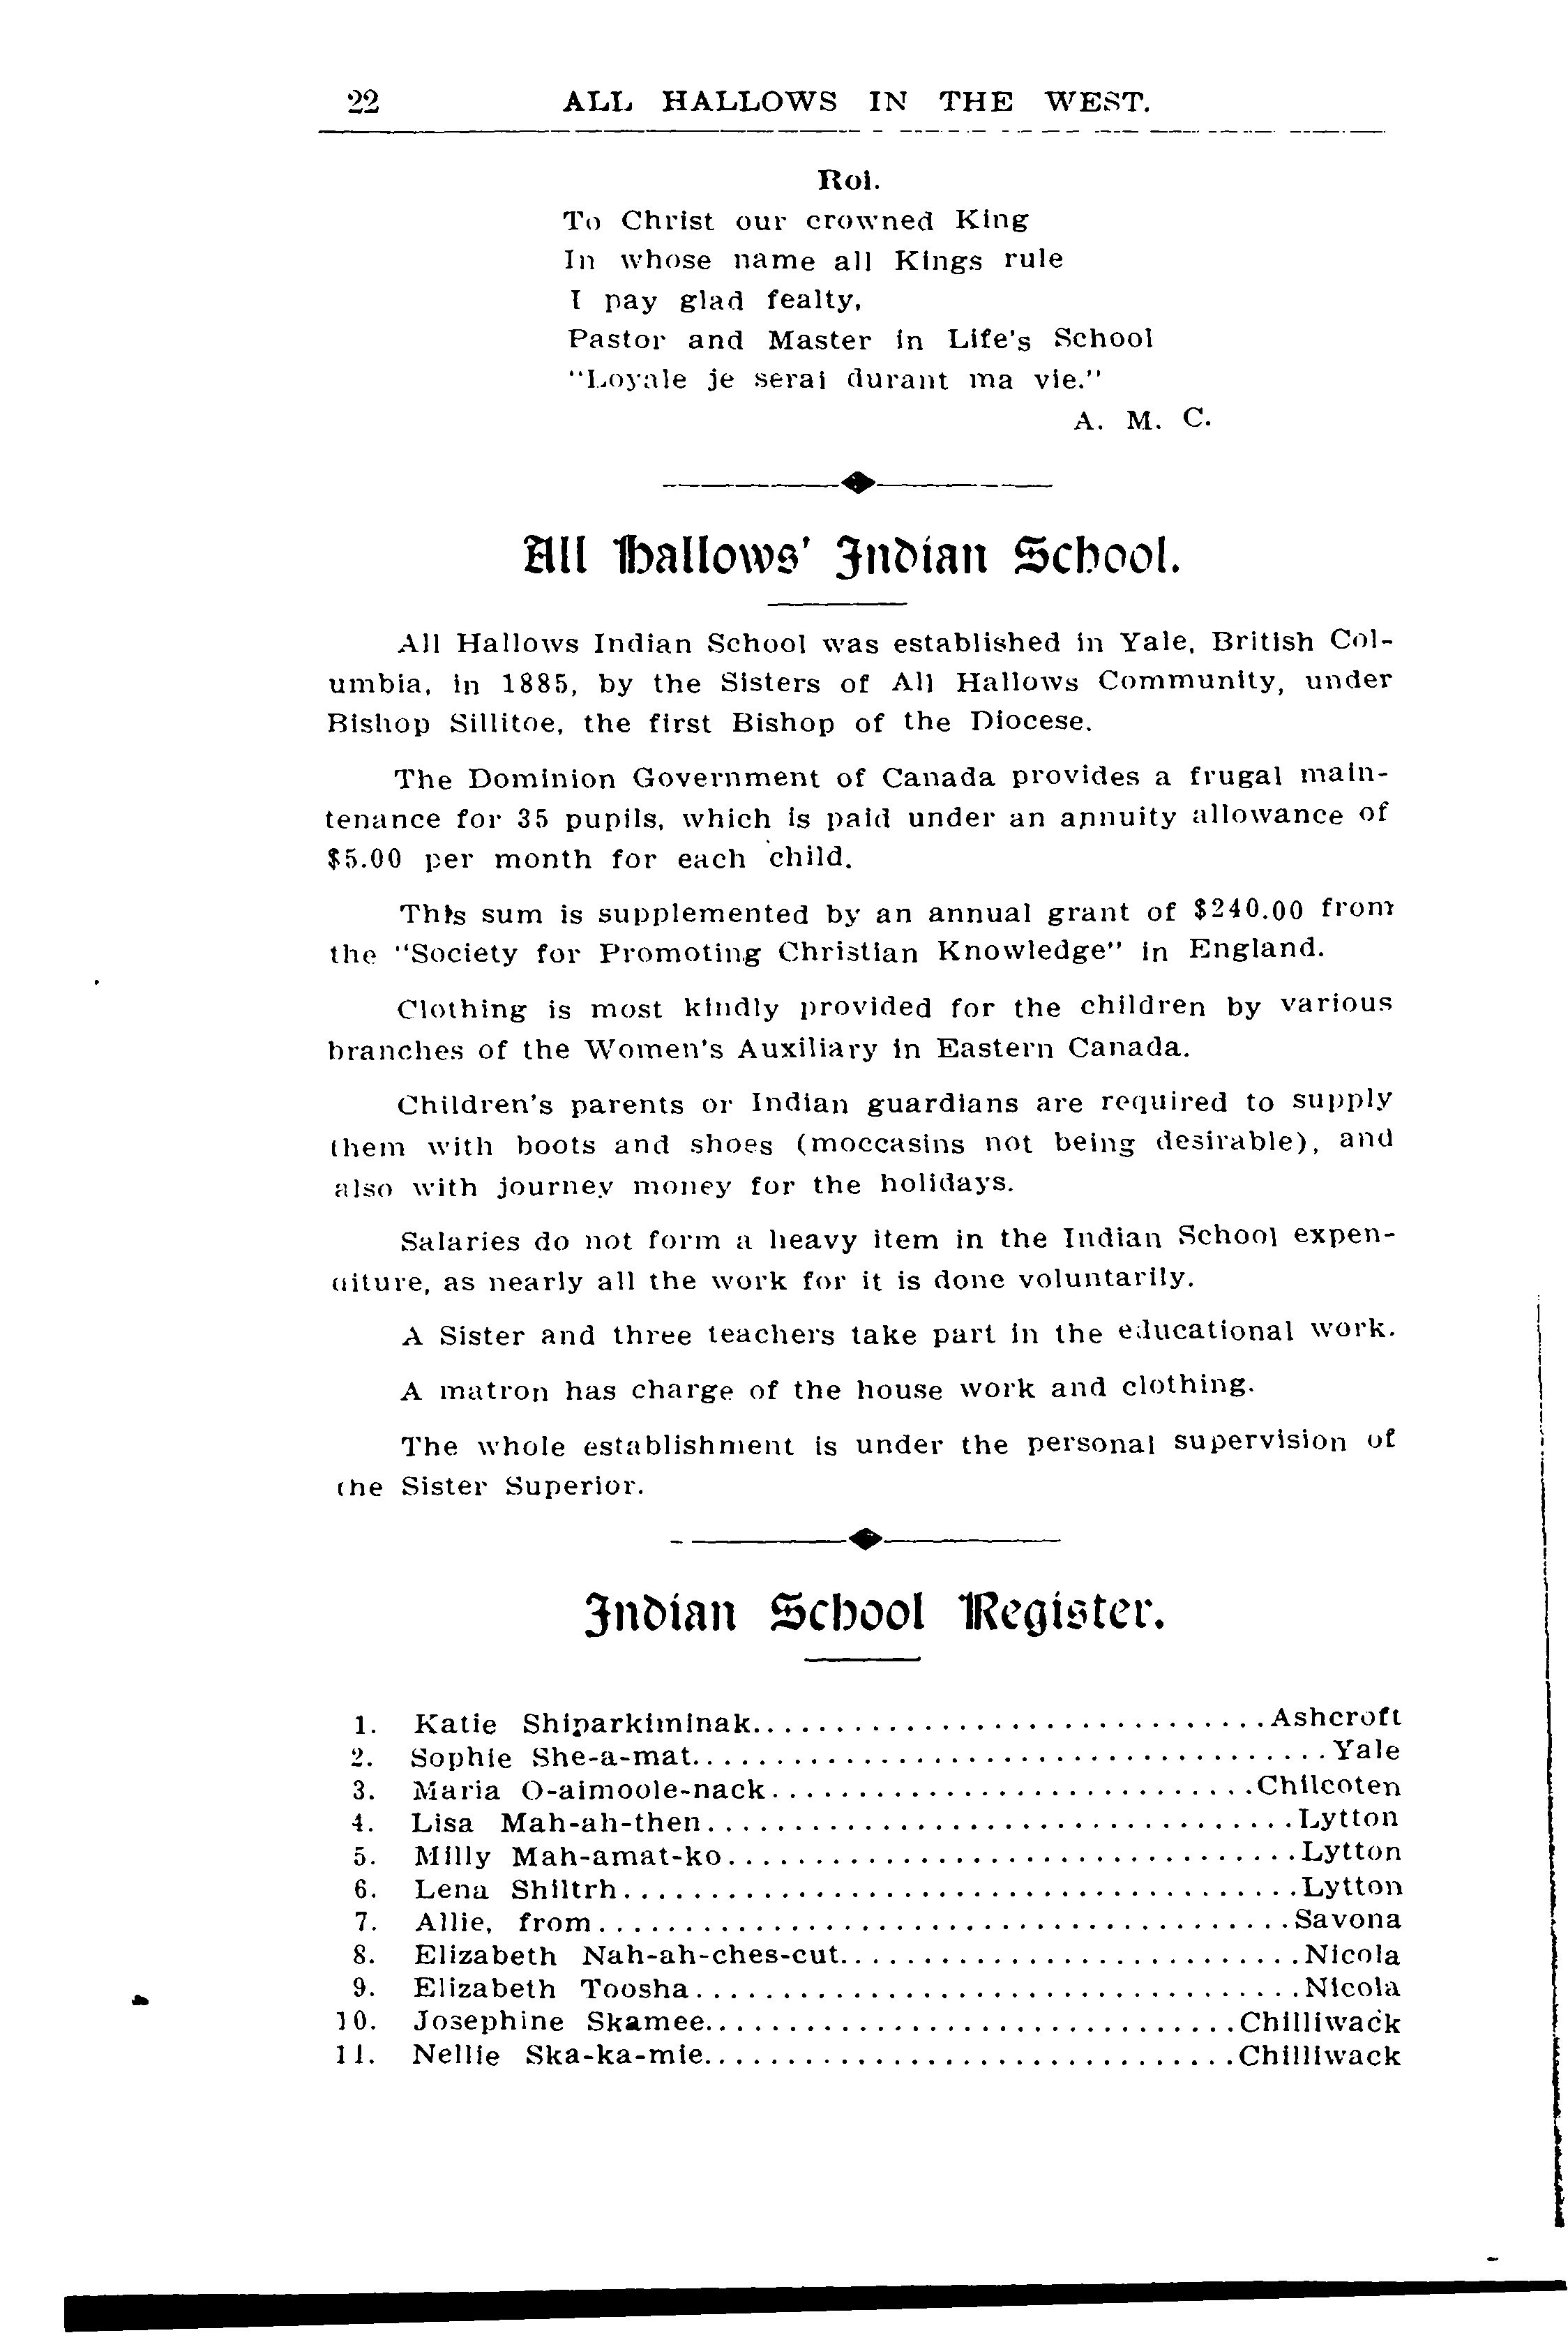 22 ALL HALLOWS IN THE WEST.
Roi.
To Christ our crowned King
In whose name all Kings rule
I pay glad fealty,
Pastor and Master in Life's School
"Loyale je serai durant ma vie."
A. M. C.
All Hallows' Indian School.
All Hallows Indian School was established in Yale, British Col-
umbia, in 1885, by the Sisters of All Hallows Community, under
Bishop Sillitoe, the first Bishop of the Diocese.
The Dominion Government of Canada provides a frugal main-
tenance for 35 pupils, which is paid under an annuity allowance of
$5.00 per month for each child.
This sum is supplemented by an annual grant of $240.00 from
the "Society for Promoting Christian Knowledge" in England.
Clothing is most kindly provided for the children by various
branches of the Women's Auxiliary in Eastern Canada.
Children's parents or Indian guardians are required to supply
them with boots and shoes (moccasins not being desirable), and
also with journey money for the holidays.
Salaries do not form a heavy item in the Indian School expen-
diture, as nearly all the work for it is done voluntarily.
A Sister and three teachers take part in the educational work.
A matron has charge of the house work and clothing.
The whole establishment is under the personal supervision of
the Sister Superior.
Indian School Register.
1. Katie Shiparkiminak..............................Ashcroft
2. Sophie She-a-mat.....................................Yale
3. Maria O-aimoole-nack............................Chilcoten
4. Lisa Mah-ah-then..................................Lytton
5. Milly Mah-amat-ko.................................Lytton
6. Lena Shiltrh.......................................Lytton
7. Allie, from........................................Savona
8. Elizabeth Nah-ah-ches-cut...........................Nicola
9. Elizabeth Toosha...................................Nicola
10. Josephine Skamee...............................Chilliwack
11. Nellie Ska-ka-mie...............................Chilliwack